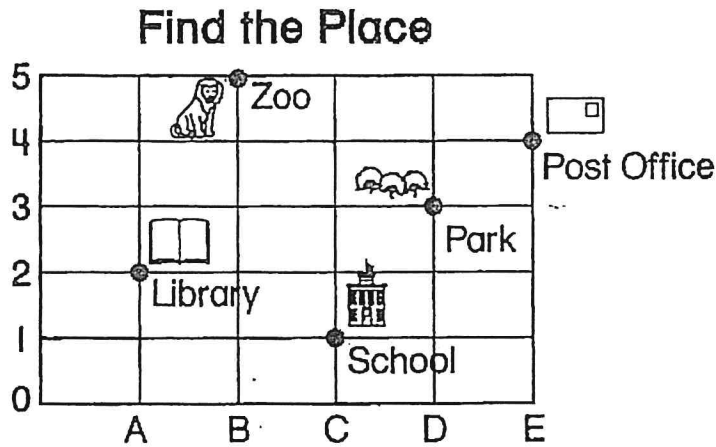 Find the Place
5
Zoo
4
Post Office
3
Park
2
Library
1
School
0
A B C D E